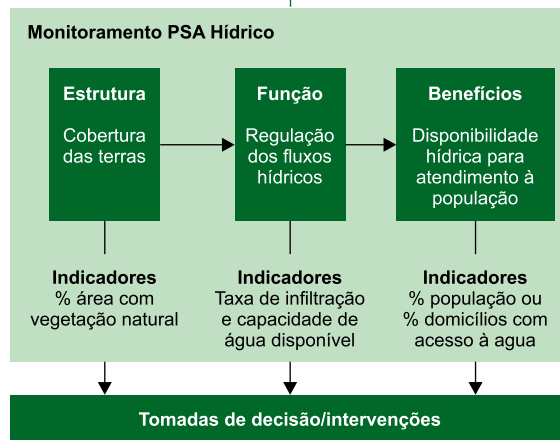 Monitoramento PSA Hídrico
Estrutura
Cobertura
das terras
Função
Regulação
dos fluxos
hídricos
Benefícios
Disponibilidade
hídrica para
atendimento à
população
Indicadores
% área com
vegetação natural
Indicadores
Taxa de infiltração
e capacidade de
água disponível
Indicadores
% população ou
% domicílios com
acesso à agua
Tomadas de decisão/intervenções